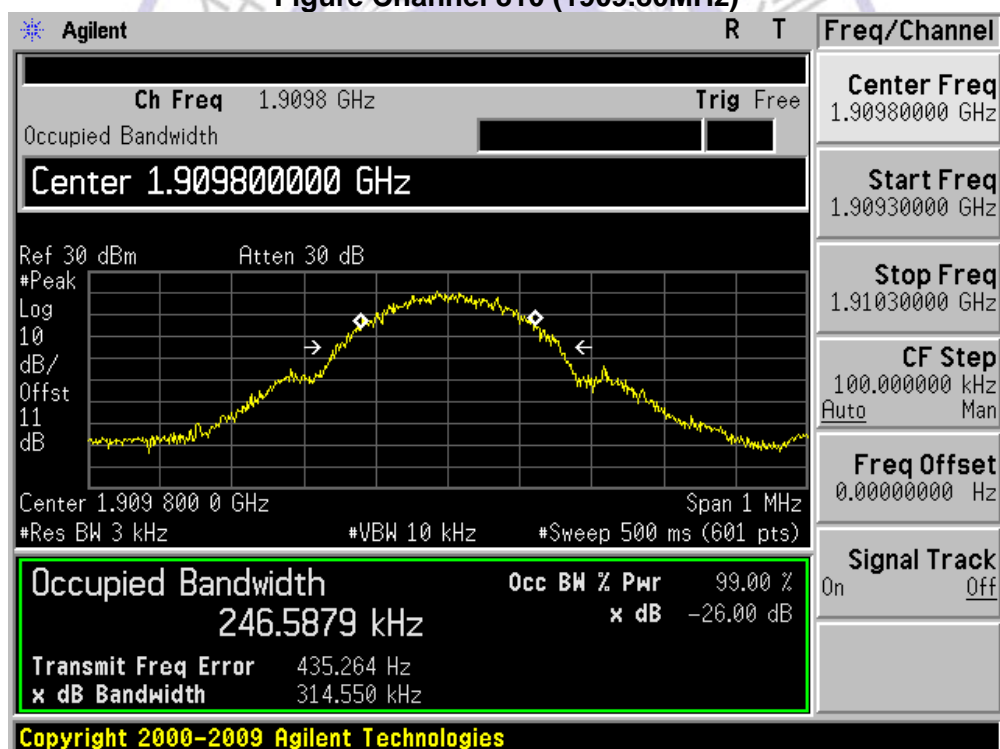 Figure Channel 810 (1909.80MHz)
Agilent R T Freq/Channel
Ch Freq 1.9098 GHz Trig Free
Occupied Bandwidth
Center 1.909800000 GHz
Ref 30 dBm Atten 30 dB
#Peak
Log
10
dB/
Offst
11
dB
Center 1.909 800 0 GHz Span 1 MHz
#Res BW 3 kHz #VBW 10 kHz #Sweep 500 ms (601 pts)
Occupied Bandwidth Occ BW % Pwr 99.00 %
246.5879 kHz x dB -26.00 dB
Transmit Freq Error 435.264 Hz
x dB Bandwidth 314.550 kHz
Copyright 2000-2009 Agilent Technologies
Center Freq
1.90980000 GHz
Start Freq
1.90930000 GHz
Stop Freq
1.91030000 GHz
CF Step
100.000000 kHz
Auto Man
Freq Offset
0.00000000 Hz
Signal Track
On Off